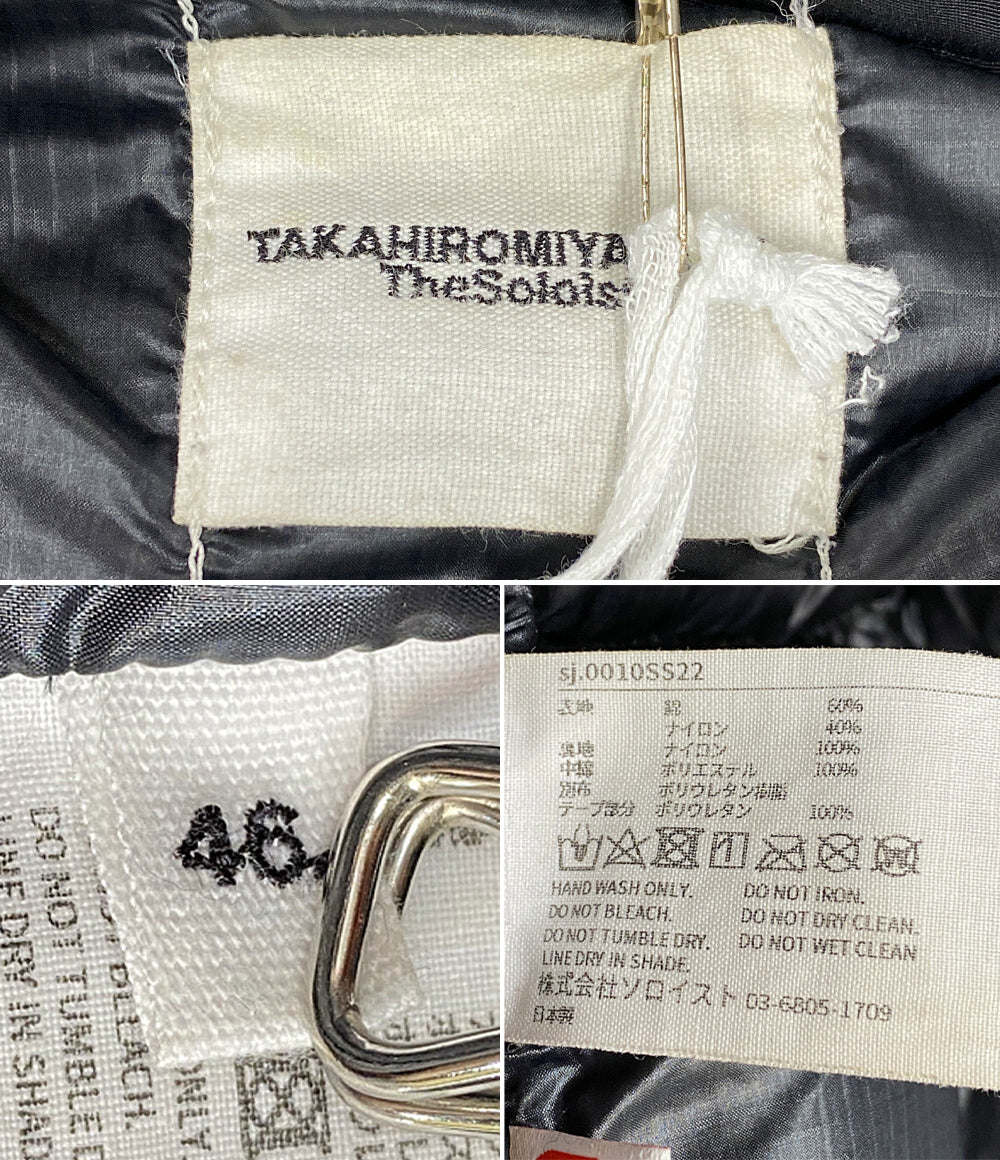 TAKAHIROMIYA
TheSolois
46.
DO NOT TUMBLE D
LINE DRY IN SHAD
BLEACH.
ONLY
sj.0010SS22
表地 綿 60%
ナイロン 40%
裏地 ナイロン 100%
中綿 ポリエステル 100%
別布 ポリウレタン樹脂
テープ部分 ポリウレタン 100%
HAND WASH ONLY. DO NOT IRON.
DO NOT BLEACH. DO NOT DRY CLEAN.
DO NOT TUMBLE DRY. DO NOT WET CLEAN
LINE DRY IN SHADE.
株式会社ソロイスト 03-6805-1709
日本製